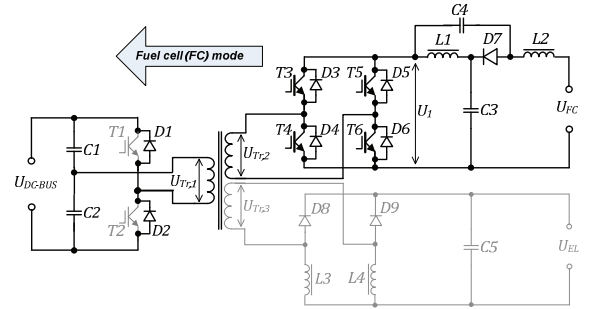 C4
Fuel cell (FC) mode
L1 D7 L2
T3 D3 T5 D5
U1 C3 UFC
T1 D1 T4 D4 T6 D6
C1 UTr,2
UDC-BUS UTr,1
C2 UTr,3
T2 D2 D8 D9
C5 UEL
L3 L4